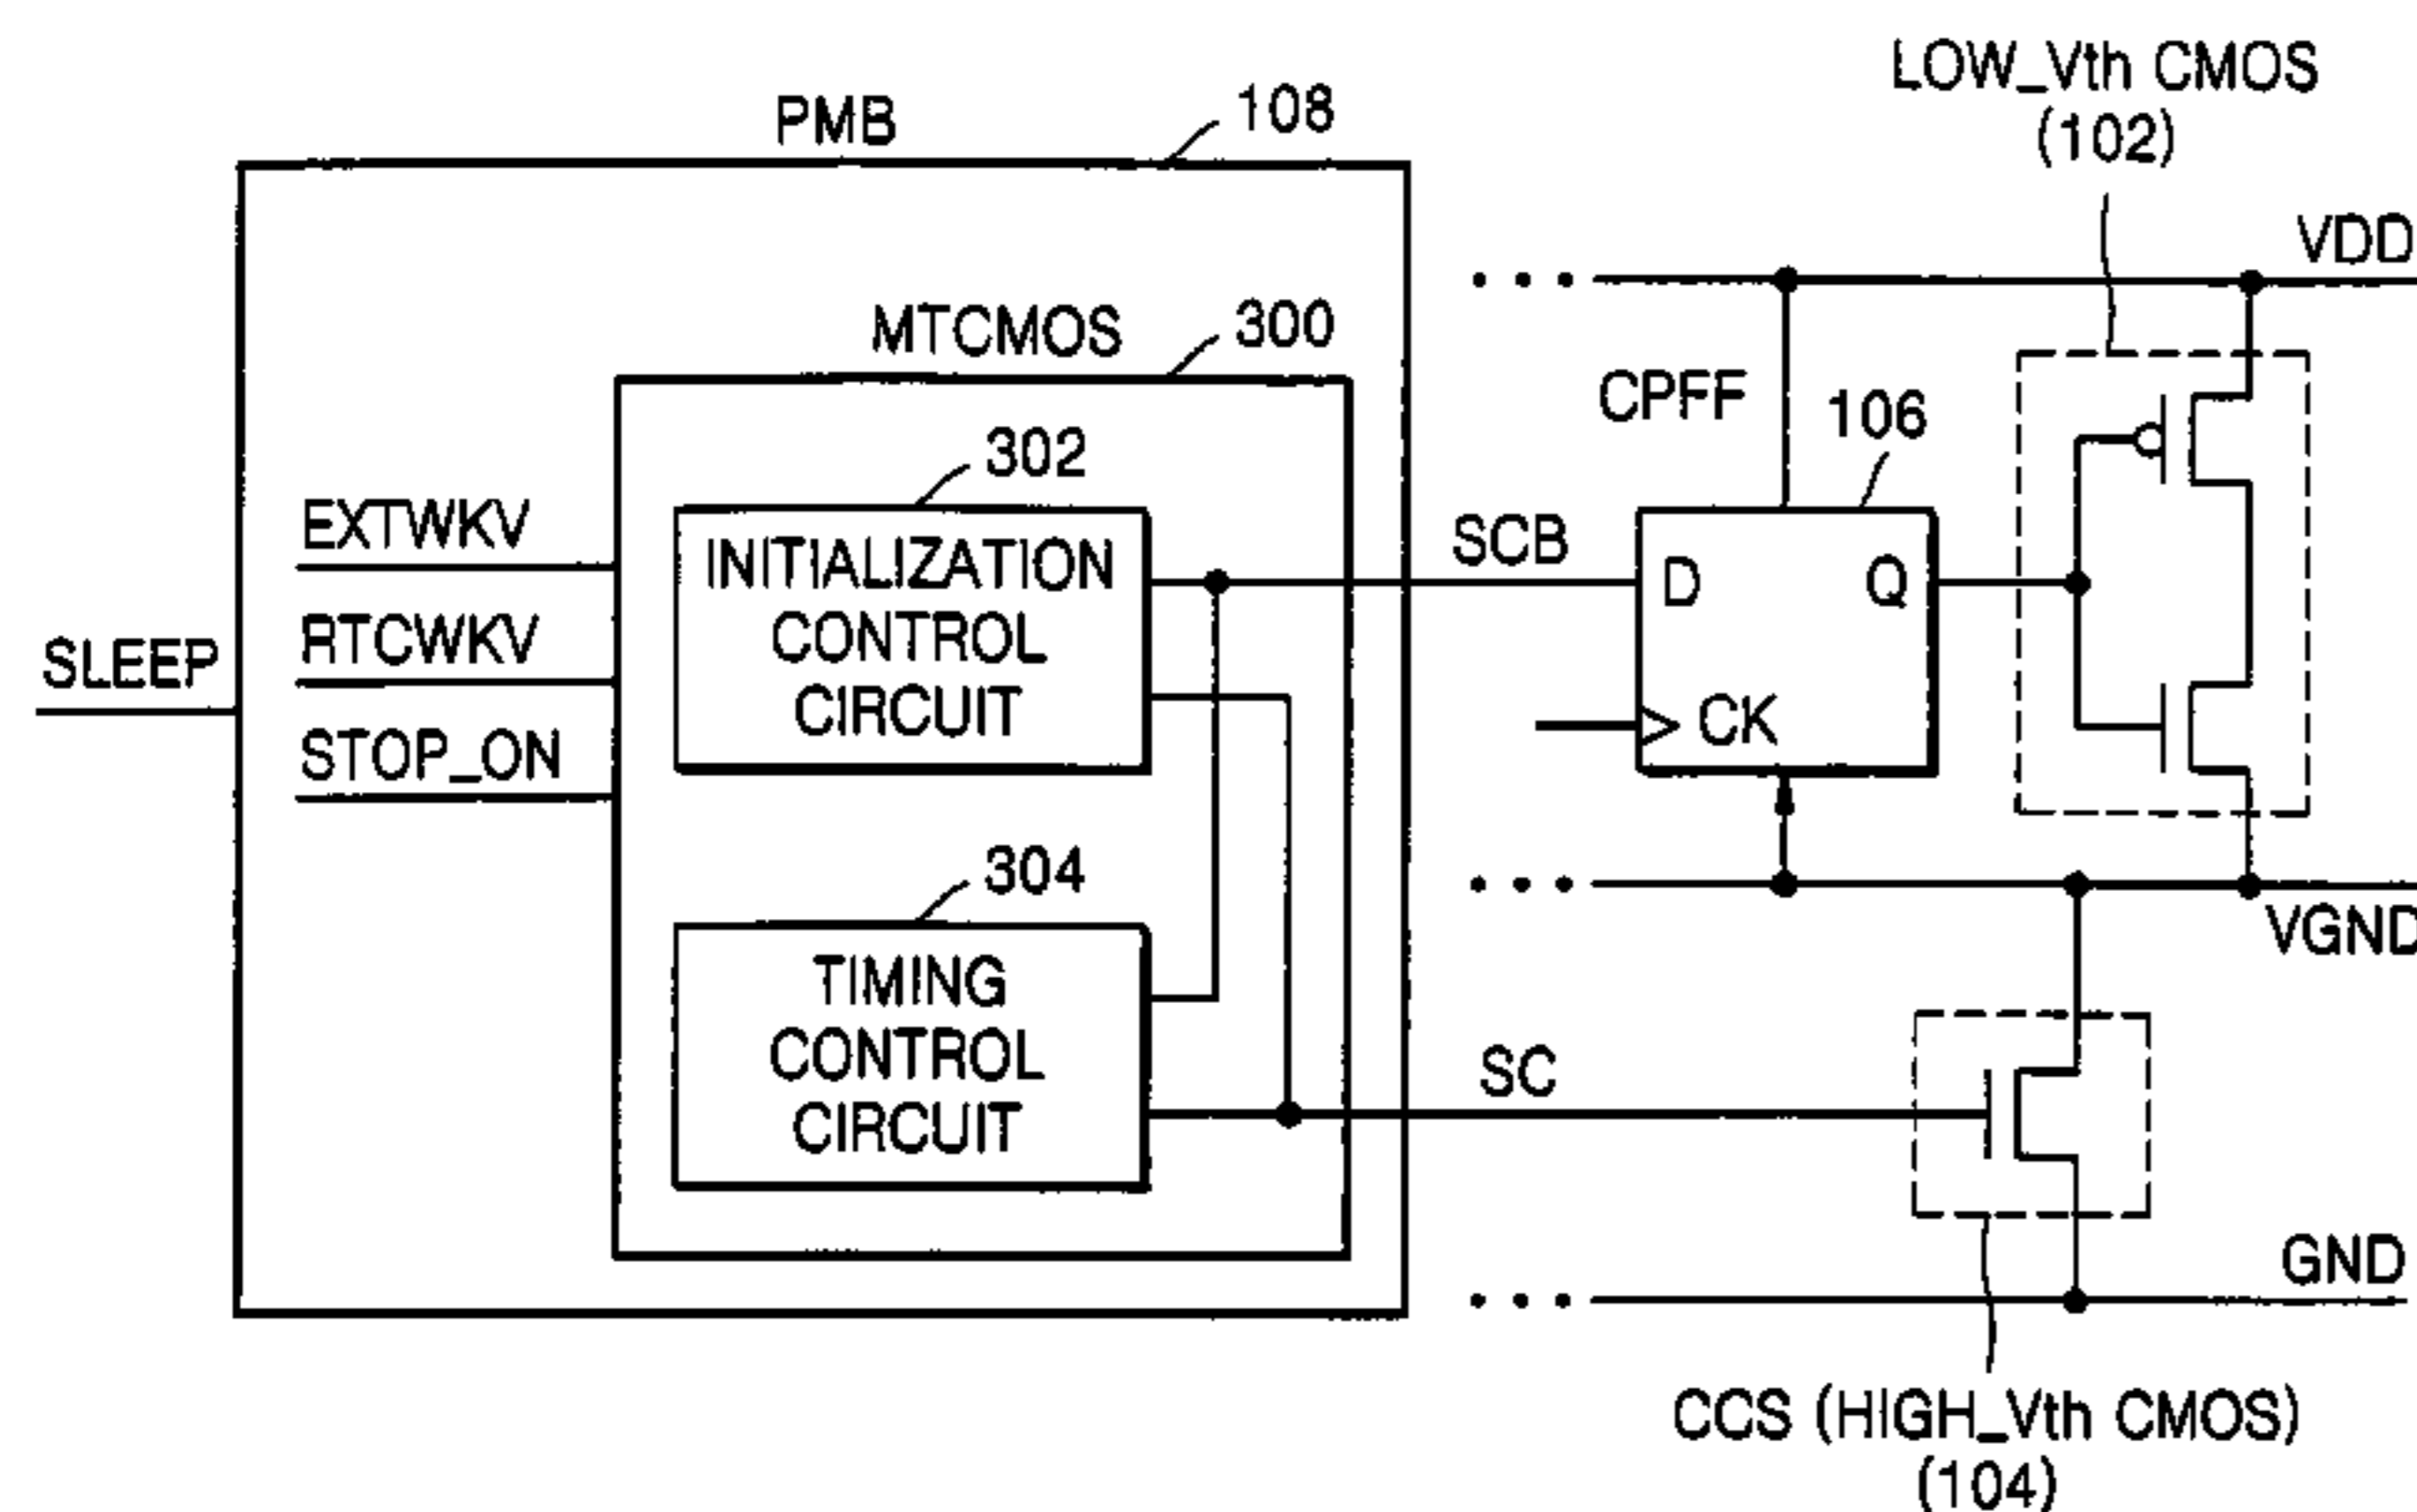 LOW_Vth CMOS
(102)
PMB
108
VDD
MTCMOS
300
CPFF
106
302
EXTWKV
INITIALIZATION
CONTROL
CIRCUIT
SCB
D
Q
RTCWKV
SLEEP
CK
STOP_ON
304
VGND
TIMING
CONTROL
CIRCUIT
SC
GND
CCS (HIGH_Vth CMOS)
(104)